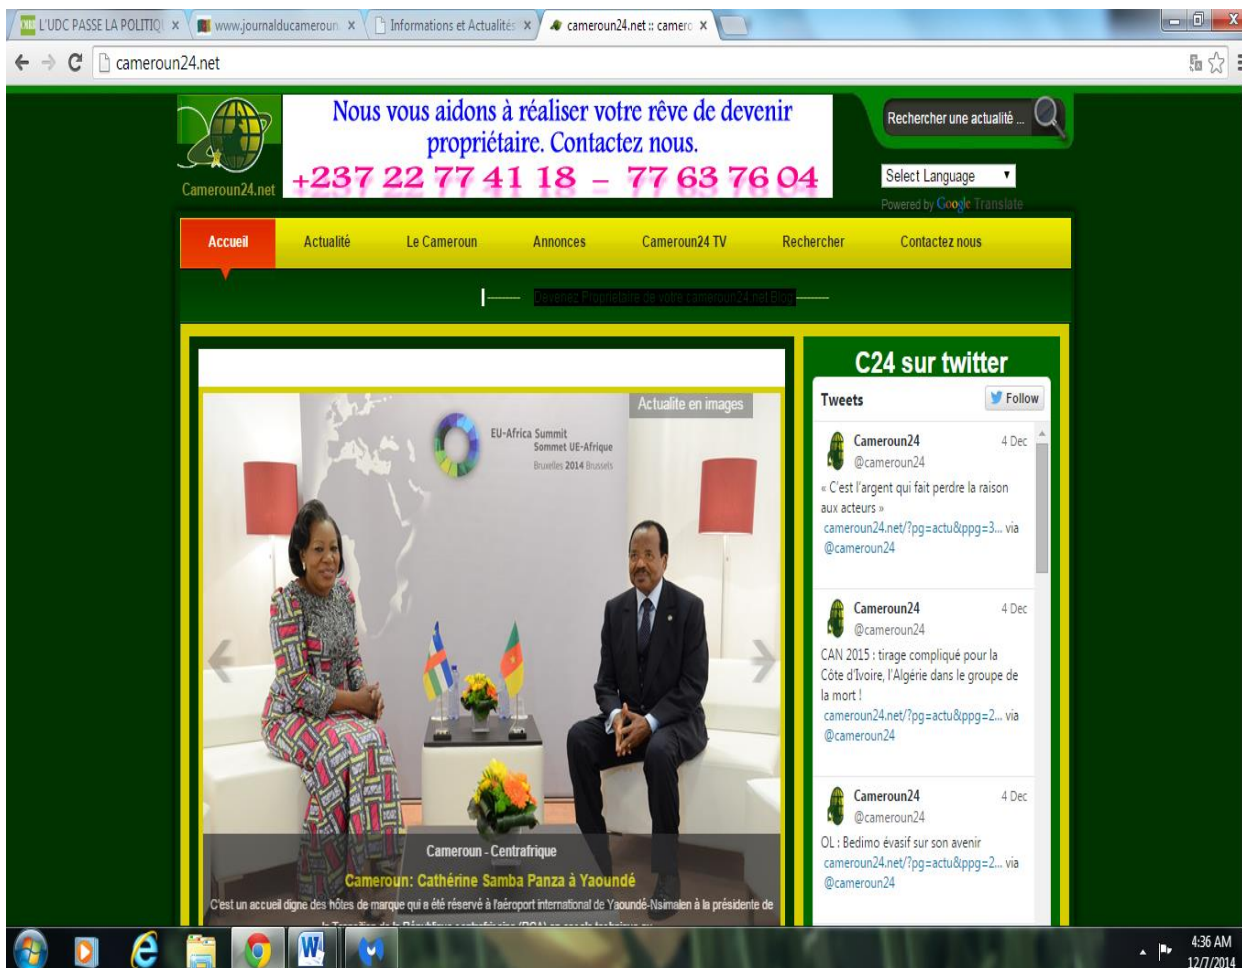 L'UDC PASSE LA POLITIQ
www.journalducameroun.
Informations et Actualités
cameroun24.net :: camero
cameroun24.net
Nous vous aidons à réaliser votre rêve de devenir
propriétaire. Contactez nous.
+237 22 77 41 18 – 77 63 76 04
Cameroun24.net
Rechercher une actualité ...
Select Language
Powered by Google Translate
Accueil
Actualité
Le Cameroun
Annonces
Cameroun24 TV
Rechercher
Contactez nous
Devenez Propriétaire de votre cameroun24.net Blog
Actualite en images
EU-Africa Summit
Sommet UE-Afrique
Bruxelles 2014 Brussels
Cameroun - Centrafrique
Cameroun: Cathérine Samba Panza à Yaoundé
C'est un accueil digne des hôtes de marque qui a été réservé à l'aéroport international de Yaoundé-Nsimalen à la présidente de
C24 sur twitter
Tweets
Follow
Cameroun24 4 Dec
@cameroun24
« C'est l'argent qui fait perdre la raison
aux acteurs »
cameroun24.net/?pg=actu&ppg=3... via
@cameroun24
Cameroun24 4 Dec
@cameroun24
CAN 2015 : tirage compliqué pour la
Côte d'Ivoire, l'Algérie dans le groupe de
la mort !
cameroun24.net/?pg=actu&ppg=2... via
@cameroun24
Cameroun24 4 Dec
@cameroun24
OL : Bedimo évasif sur son avenir
cameroun24.net/?pg=actu&ppg=2... via
@cameroun24
4:36 AM
12/7/2014